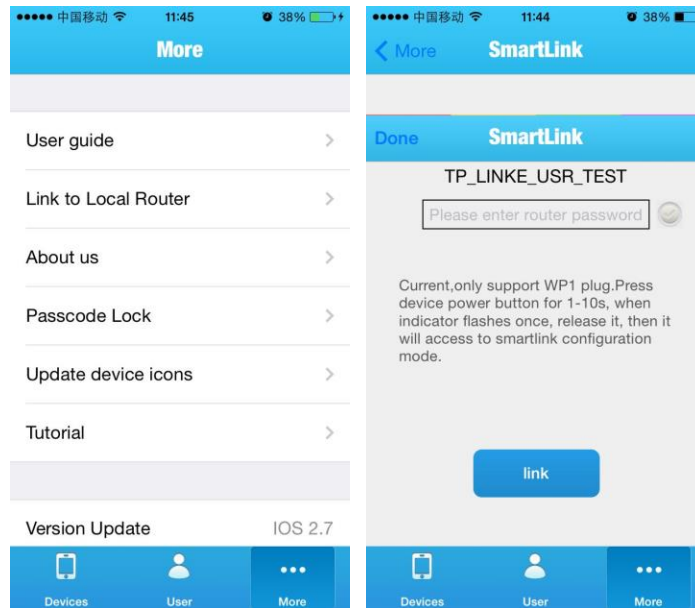 中国移动 11:45 38%
More
User guide
Link to Local Router
About us
Passcode Lock
Update device icons
Tutorial
Version Update IOS 2.7
Devices User More
中国移动 11:44 38%
More SmartLink
Done SmartLink
TP_LINKE_USR_TEST
Please enter router password
Current,only support WP1 plug.Press
device power button for 1-10s, when
indicator flashes once, release it, then it
will access to smartlink configuration
mode.
link
Devices User More